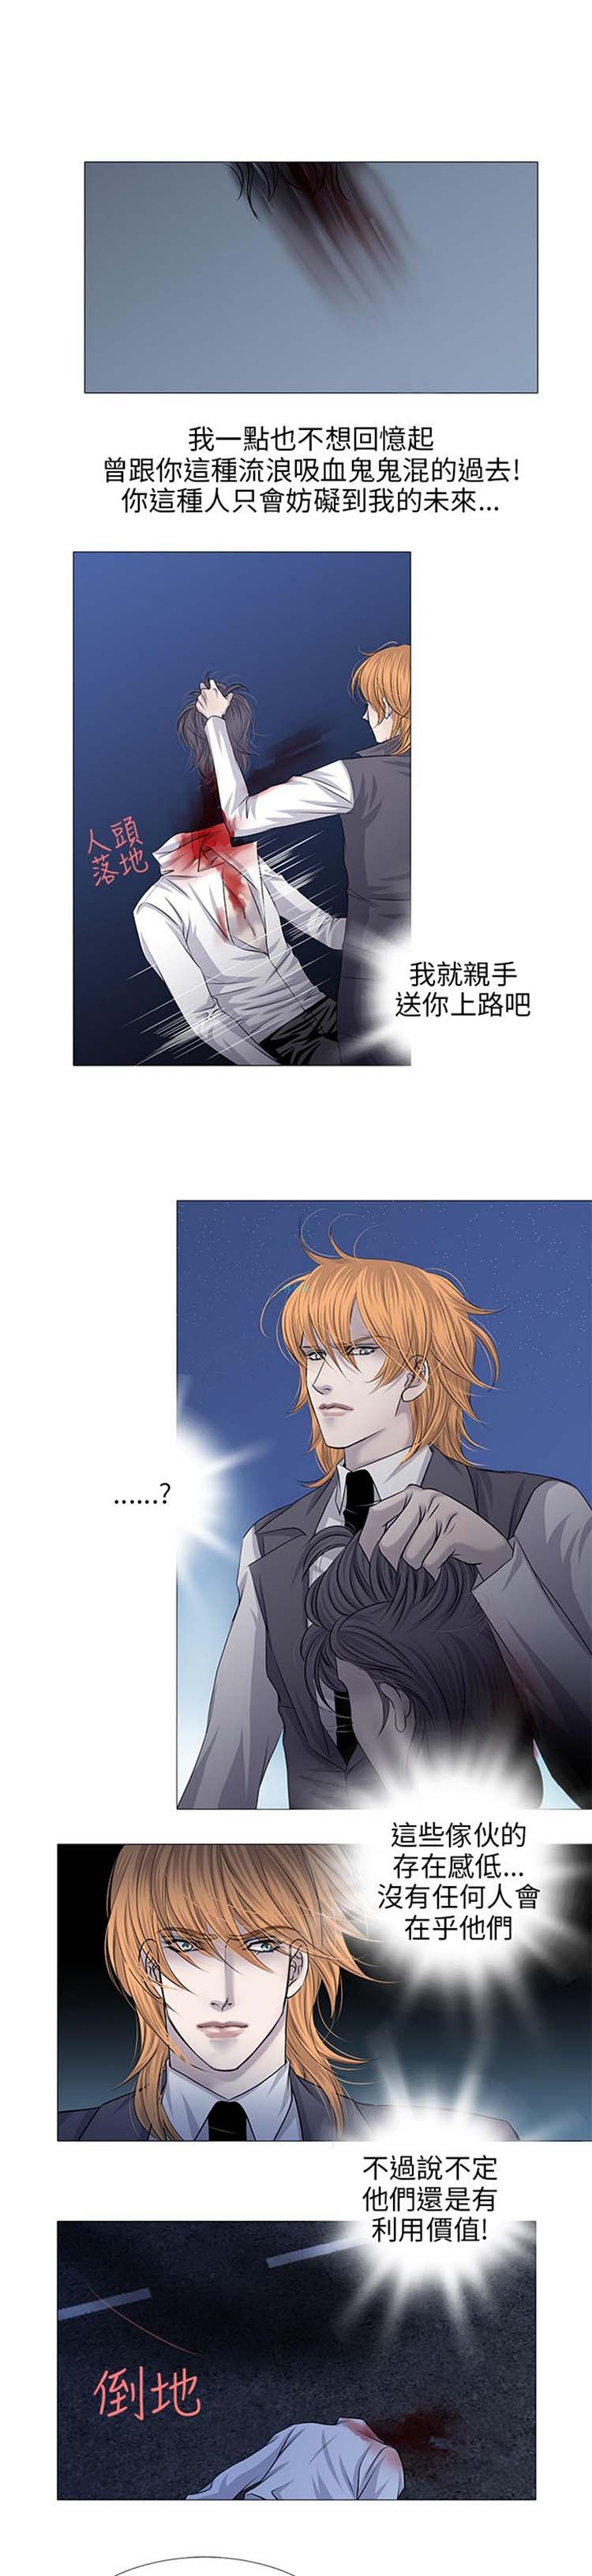 我一點也不想回憶起
曾跟你這種流浪吸血鬼鬼混的過去!
你這種人只會妨礙到我的未來...
人頭
落地
我就親手
送你上路吧
......?
這些傢伙的
存在感低...
沒有任何人會
在乎他們
不過說不定
他們還是有
利用價值!
倒地